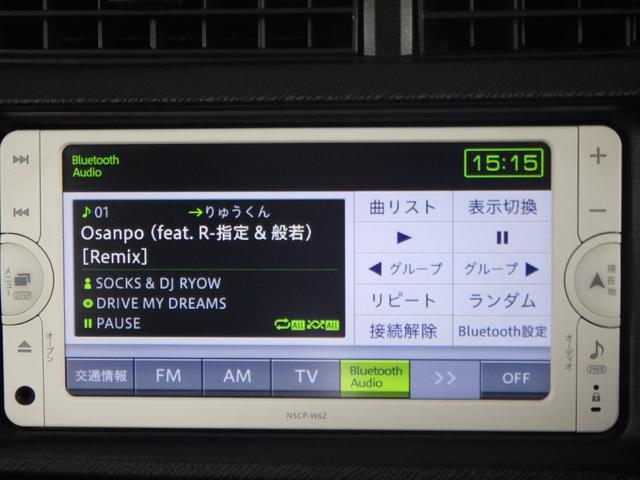 Bluetooth
Audio
15:15
♪ 01 →りゅうくん
Osanpo (feat. R-指定 & 般若)
[Remix]
SOCKS & DJ RYOW
DRIVE MY DREAMS
PAUSE
ALL ALL
曲リスト 表示切換
グループ グループ
リピート ランダム
接続解除 Bluetooth設定
交通情報 FM AM TV Bluetooth Audio >> OFF
メニュー
DISP
オープン
現在地
オーディオ
PWR
NSCP-W62